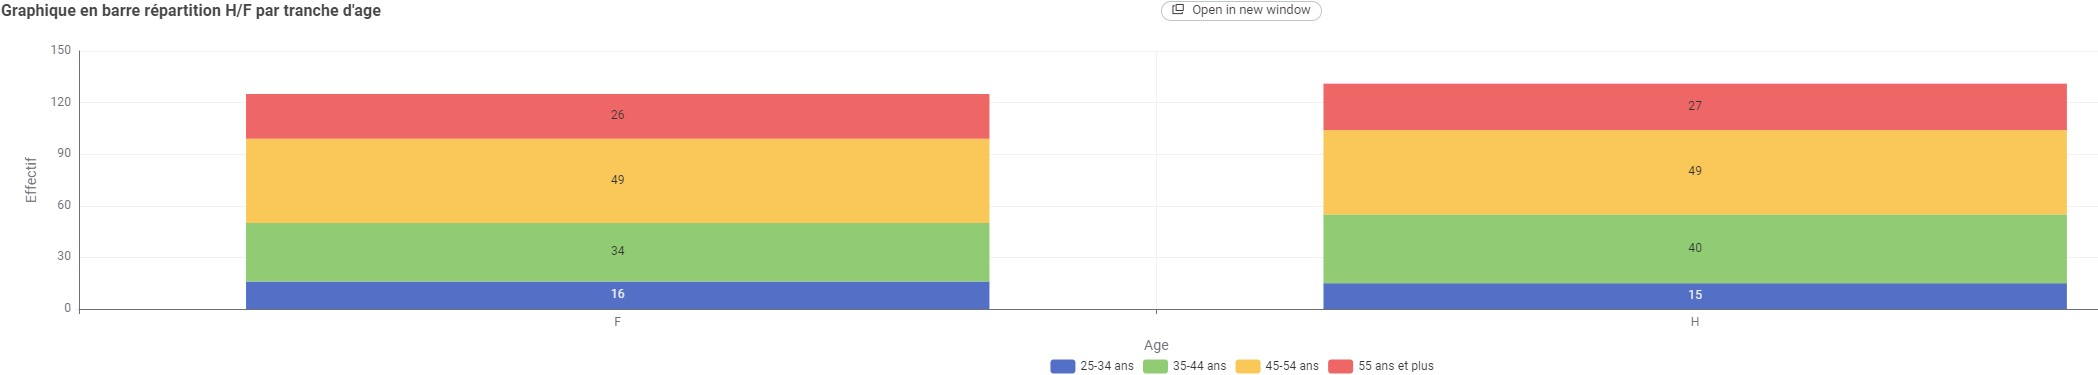 Graphique en barre répartition H/F par tranche d'age
Open in new window
150
120
90
60
30
0
Effectif
26
49
34
16
27
49
40
15
F
H
Age
25-34 ans 35-44 ans 45-54 ans 55 ans et plus